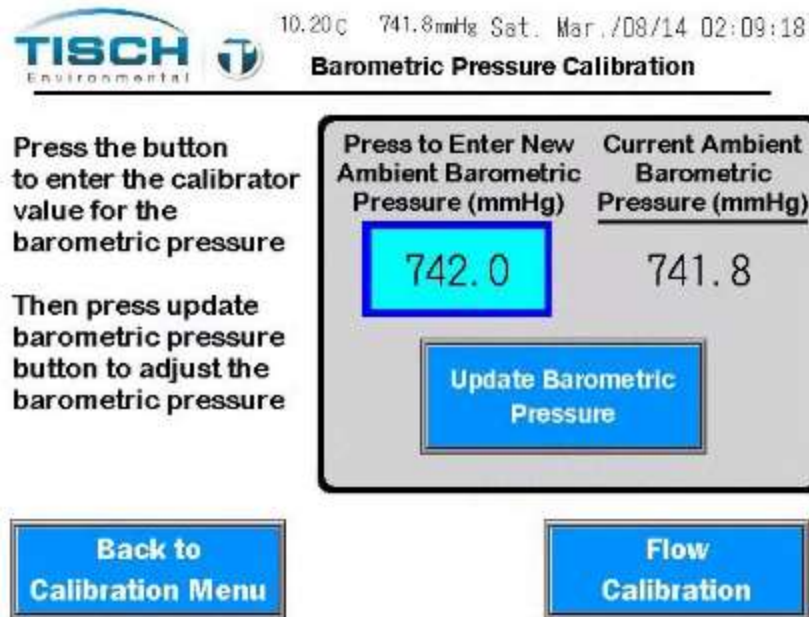 TISCH
Environmental
10.20C 741.8mmHg Sat. Mar./08/14 02:09:18
Barometric Pressure Calibration
Press the button
to enter the calibrator
value for the
barometric pressure
Then press update
barometric pressure
button to adjust the
barometric pressure
Press to Enter New
Ambient Barometric
Pressure (mmHg)
742.0
Current Ambient
Barometric
Pressure (mmHg)
741.8
Update Barometric
Pressure
Back to
Calibration Menu
Flow
Calibration